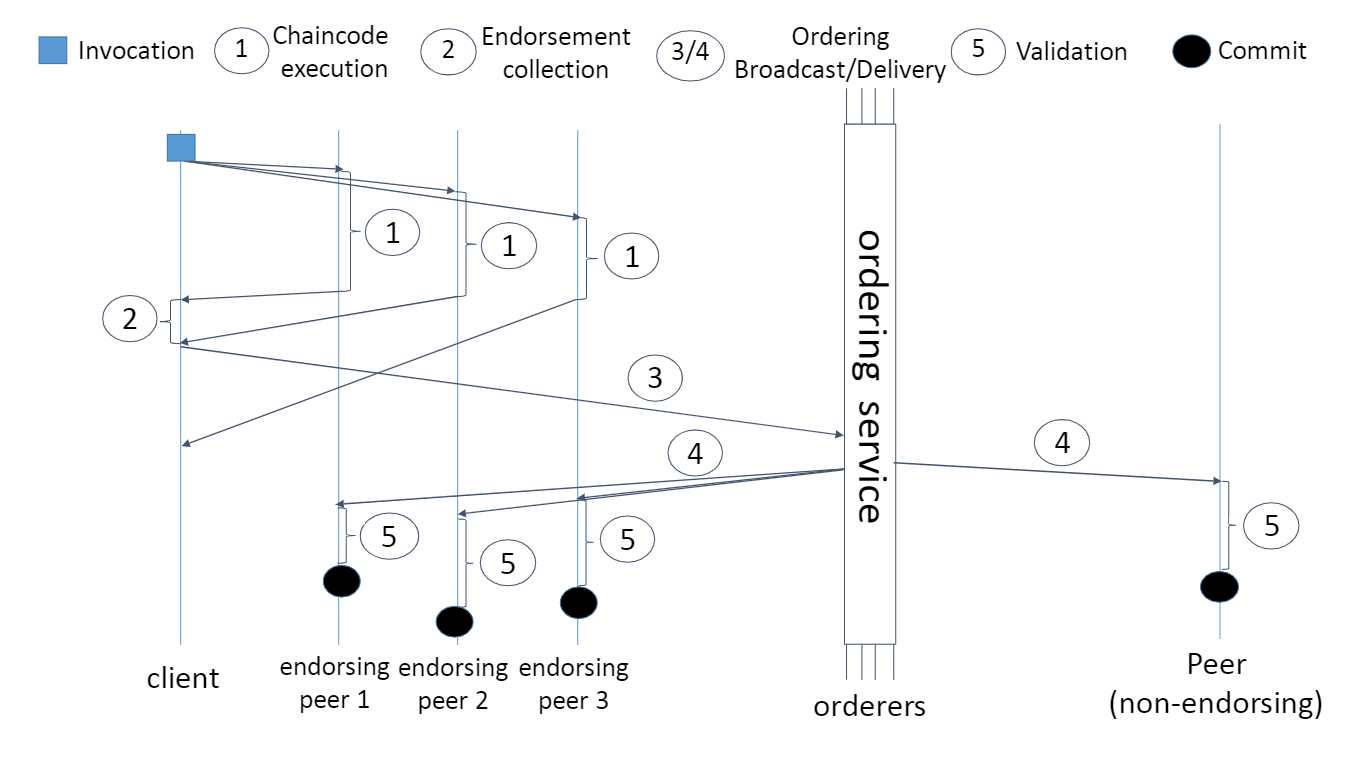 Invocation
1
Chaincode
execution
2
Endorsement
collection
3/4
Ordering
Broadcast/Delivery
5
Validation
Commit
1
1
1
2
3
4
4
5
5
5
5
ordering service
client
endorsing
peer 1
endorsing
peer 2
endorsing
peer 3
orderers
Peer
(non-endorsing)